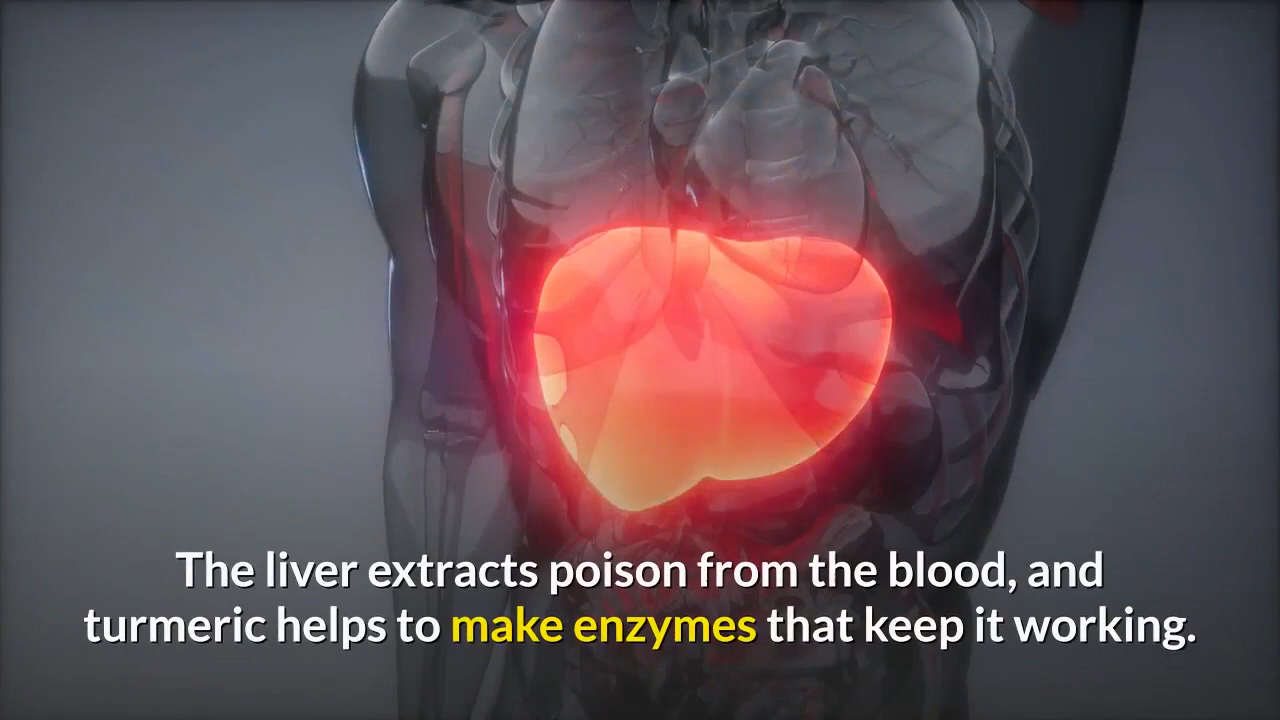 The liver extracts poison from the blood, and
turmeric helps to make enzymes that keep it working.